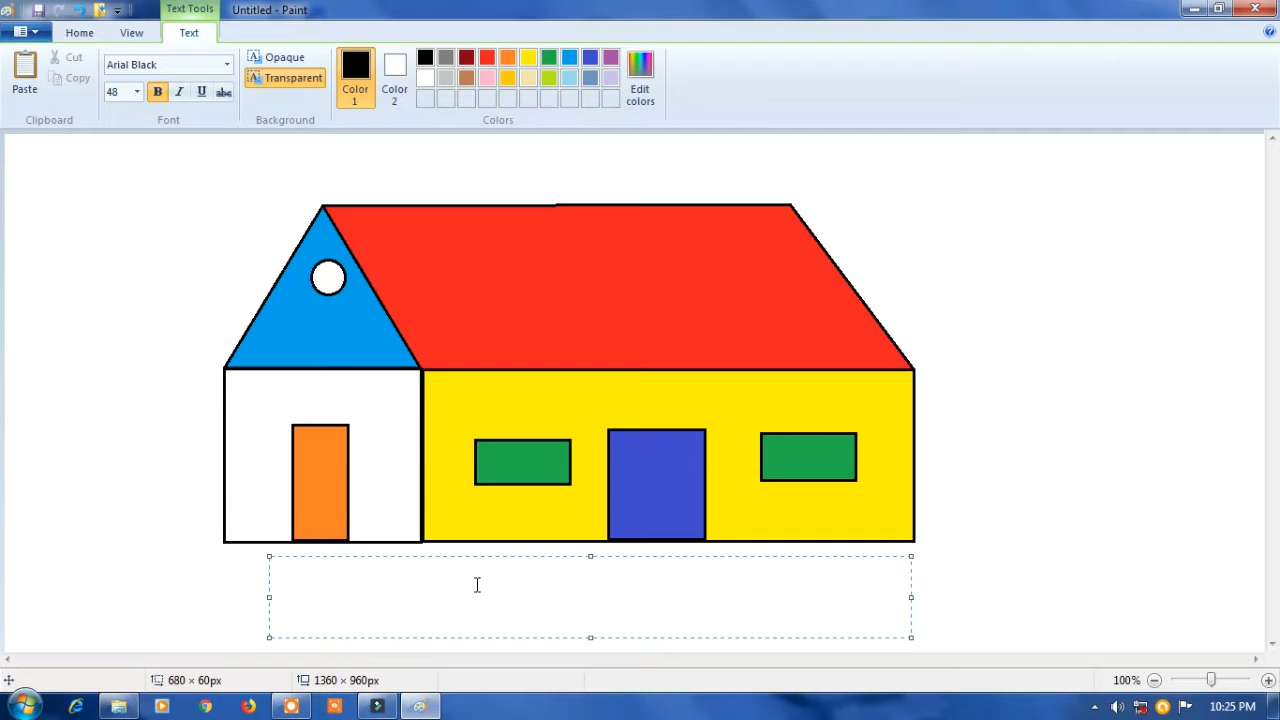 Text Tools
Untitled - Paint
Home
View
Text
Paste
Cut
Copy
Clipboard
Arial Black
48
B
I
U
abc
Font
Opaque
Transparent
Background
Color 1
Color 2
Edit colors
Colors
680 × 60px
1360 × 960px
100%
10:25 PM